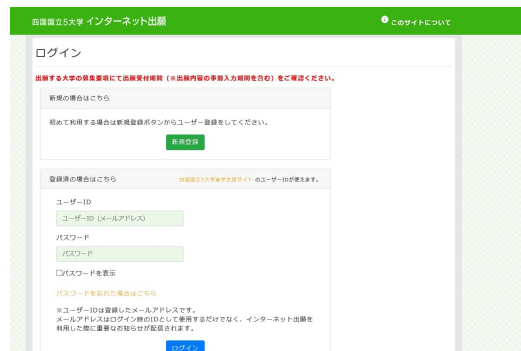 四国国立5大学 インターネット出願
このサイトについて
ログイン
出願する大学の募集要項にて出願受付期間（※出願内容の事前入力期間を含む）をご確認ください。
新規の場合はこちら
初めて利用する場合は新規登録ボタンからユーザー登録をしてください。
新規登録
登録済の場合はこちら
四国国立5大学進学支援サイト のユーザーIDが使えます。
ユーザーID
ユーザーID（メールアドレス）
パスワード
パスワード
パスワードを表示
パスワードを忘れた場合はこちら
※ユーザーIDは登録したメールアドレスです。
メールアドレスはログイン時のIDとして使用するだけでなく、インターネット出願を
利用した際に重要なお知らせが配信されます。
ログイン